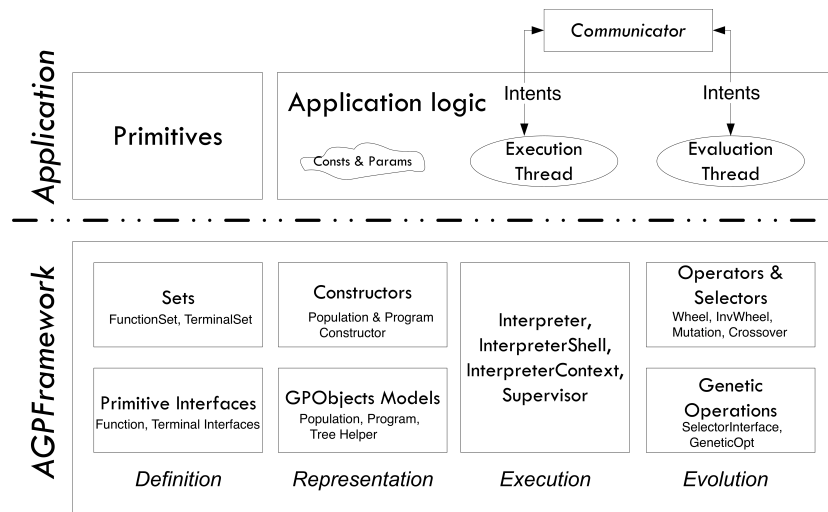 Communicator
Application
Primitives
Application logic
Intents
Intents
Consts & Params
Execution
Thread
Evaluation
Thread
AGPFramework
Sets
FunctionSet, TerminalSet
Constructors
Population & Program
Constructor
Interpreter,
InterpreterShell,
InterpreterContext,
Supervisor
Operators &
Selectors
Wheel, InvWheel,
Mutation, Crossover
Primitive Interfaces
Function, Terminal Interfaces
GPObjects Models
Population, Program,
Tree Helper
Genetic
Operations
SelectorInterface,
GeneticOpt
Definition
Representation
Execution
Evolution